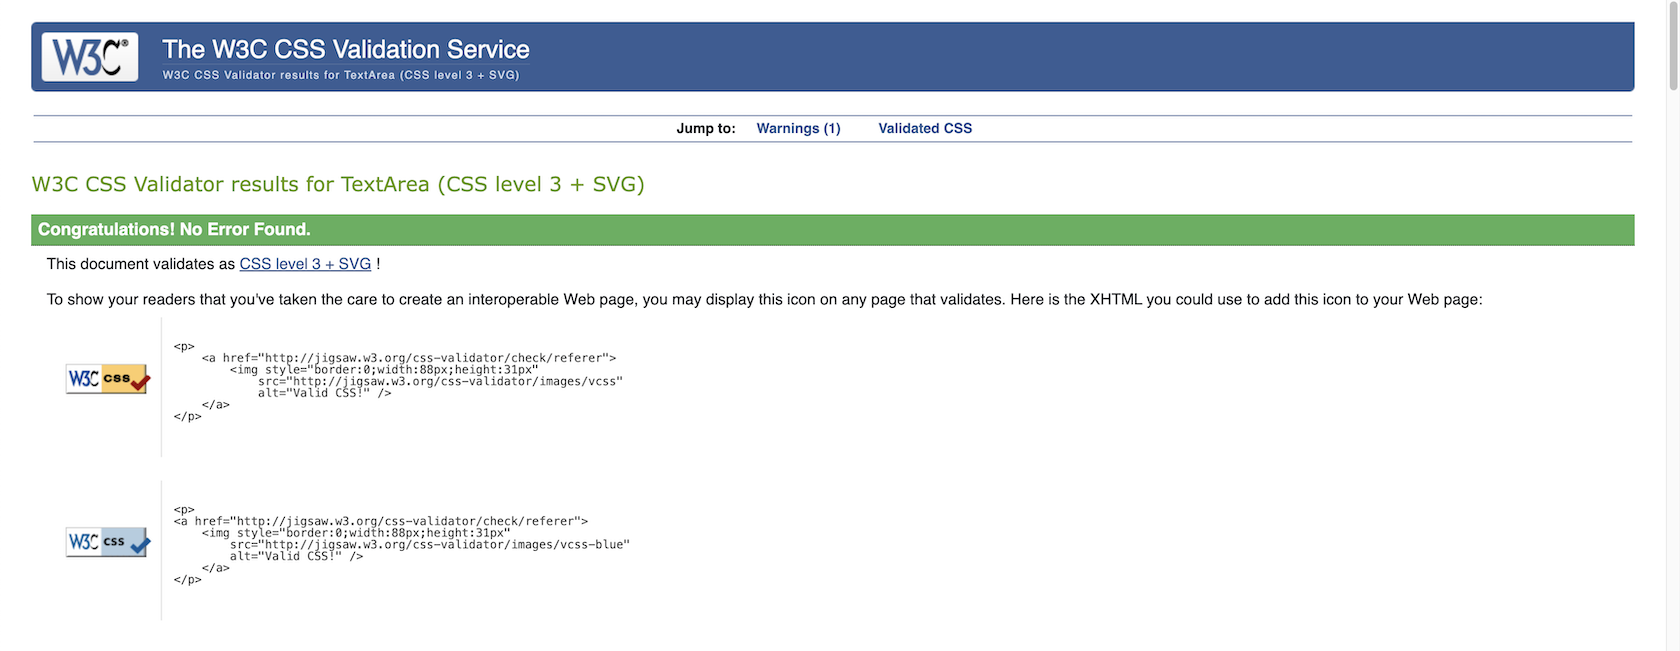 W3C® The W3C CSS Validation Service
W3C CSS Validator results for TextArea (CSS level 3 + SVG)
Jump to: Warnings (1) Validated CSS
W3C CSS Validator results for TextArea (CSS level 3 + SVG)
Congratulations! No Error Found.
This document validates as CSS level 3 + SVG !
To show your readers that you've taken the care to create an interoperable Web page, you may display this icon on any page that validates. Here is the XHTML you could use to add this icon to your Web page:
W3C css
<p>
    <a href="http://jigsaw.w3.org/css-validator/check/referer">
        <img style="border:0;width:88px;height:31px"
            src="http://jigsaw.w3.org/css-validator/images/vcss"
            alt="Valid CSS!" />
    </a>
</p>
W3C css
<p>
<a href="http://jigsaw.w3.org/css-validator/check/referer">
    <img style="border:0;width:88px;height:31px"
        src="http://jigsaw.w3.org/css-validator/images/vcss-blue"
        alt="Valid CSS!" />
    </a>
</p>